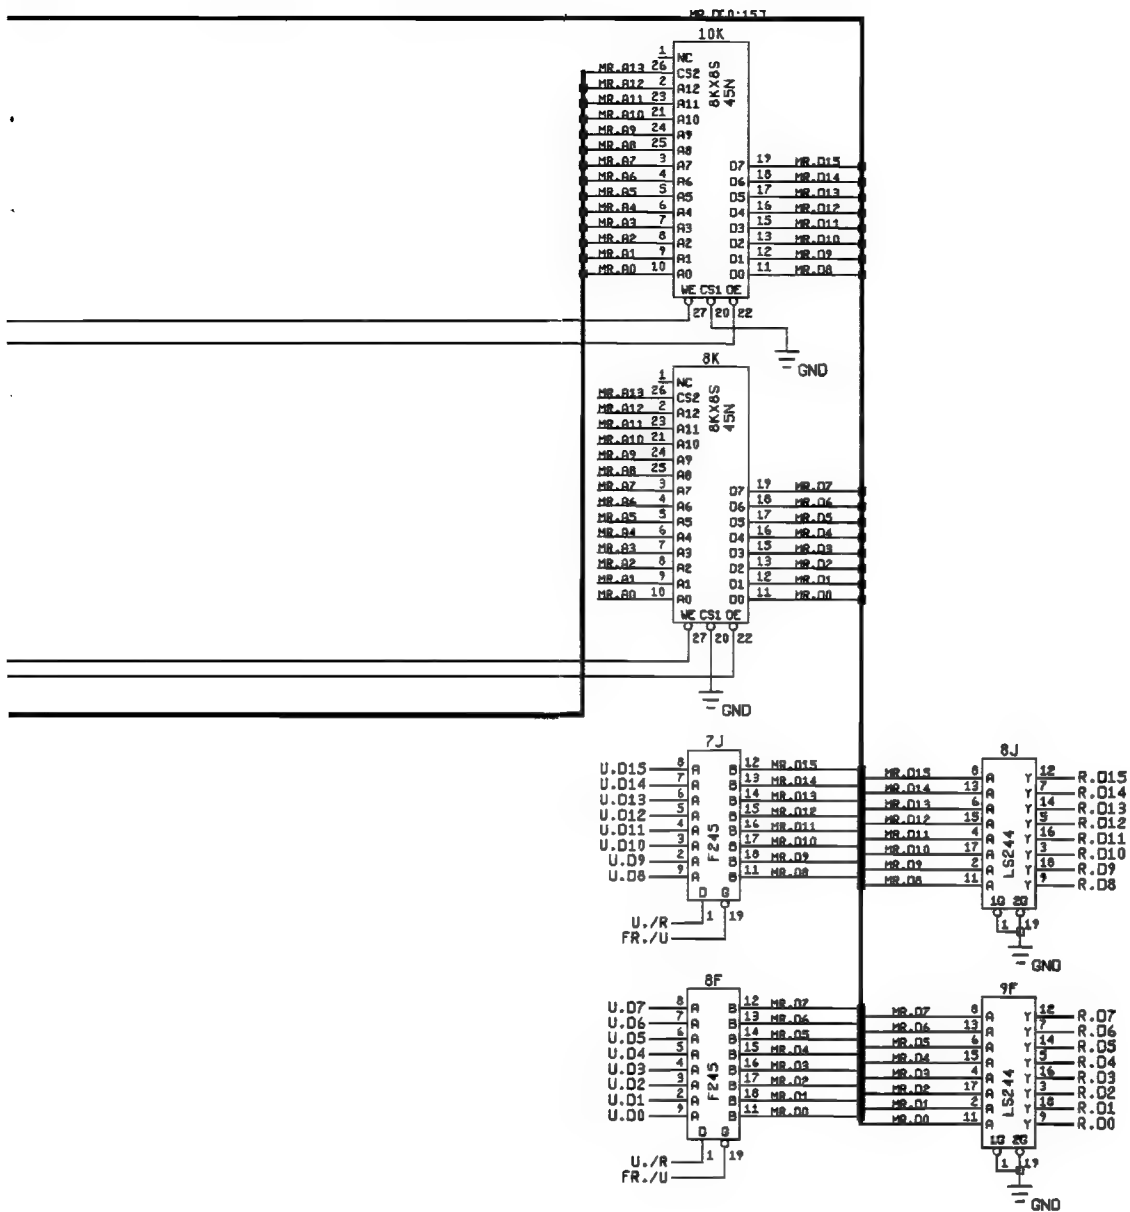 MR.D[0:15]
10K
1 NC
MR.A13 26 CS2
MR.A12 2 A12
MR.A11 23 A11
MR.A10 21 A10
MR.A9 24 A9
MR.A8 25 A8
MR.A7 3 A7 D7 19 MR.D15
MR.A6 4 A6 D6 18 MR.D14
MR.A5 5 A5 D5 17 MR.D13
MR.A4 6 A4 D4 16 MR.D12
MR.A3 7 A3 D3 15 MR.D11
MR.A2 8 A2 D2 13 MR.D10
MR.A1 9 A1 D1 12 MR.D9
MR.A0 10 A0 D0 11 MR.D8
8KX8S
45N
WE CS1 OE
27 20 22
GND
8K
1 NC
MR.A13 26 CS2
MR.A12 2 A12
MR.A11 23 A11
MR.A10 21 A10
MR.A9 24 A9
MR.A8 25 A8
MR.A7 3 A7 D7 19 MR.D7
MR.A6 4 A6 D6 18 MR.D6
MR.A5 5 A5 D5 17 MR.D5
MR.A4 6 A4 D4 16 MR.D4
MR.A3 7 A3 D3 15 MR.D3
MR.A2 8 A2 D2 13 MR.D2
MR.A1 9 A1 D1 12 MR.D1
MR.A0 10 A0 D0 11 MR.D0
8KX8S
45N
WE CS1 OE
27 20 22
GND
7J
U.D15 8 A B 12 MR.D15
U.D14 7 A B 13 MR.D14
U.D13 6 A B 14 MR.D13
U.D12 5 A B 15 MR.D12
U.D11 4 A B 16 MR.D11
U.D10 3 A B 17 MR.D10
U.D9 2 A B 18 MR.D9
U.D8 9 A B 11 MR.D8
F245
D G
U./R 1 19
FR./U
8J
MR.D15 8 A Y 12 R.D15
MR.D14 13 A Y 7 R.D14
MR.D13 6 A Y 14 R.D13
MR.D12 15 A Y 5 R.D12
MR.D11 4 A Y 16 R.D11
MR.D10 17 A Y 3 R.D10
MR.D9 2 A Y 18 R.D9
MR.D8 11 A Y 9 R.D8
LS244
1G 2G
1 19
GND
8F
U.D7 8 A B 12 MR.D7
U.D6 7 A B 13 MR.D6
U.D5 6 A B 14 MR.D5
U.D4 5 A B 15 MR.D4
U.D3 4 A B 16 MR.D3
U.D2 3 A B 17 MR.D2
U.D1 2 A B 18 MR.D1
U.D0 9 A B 11 MR.D0
F245
D G
U./R 1 19
FR./U
9F
MR.D7 8 A Y 12 R.D7
MR.D6 13 A Y 7 R.D6
MR.D5 6 A Y 14 R.D5
MR.D4 15 A Y 5 R.D4
MR.D3 4 A Y 16 R.D3
MR.D2 17 A Y 3 R.D2
MR.D1 2 A Y 18 R.D1
MR.D0 11 A Y 9 R.D0
LS244
1G 2G
1 19
GND